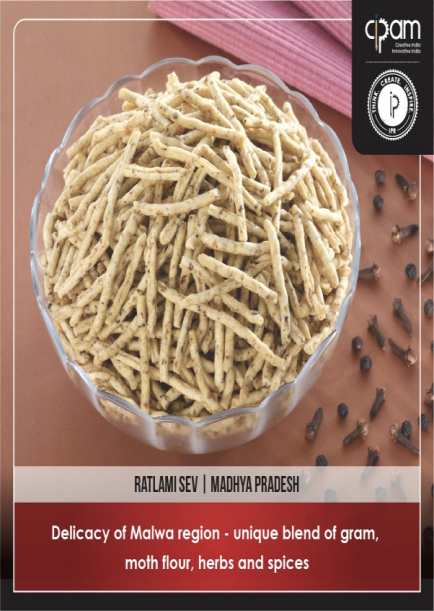 cipam
Creative India
Innovative India
THINK CREATE INSPIRE
IP
IPR
RATLAMI SEV | MADHYA PRADESH
Delicacy of Malwa region - unique blend of gram,
moth flour, herbs and spices